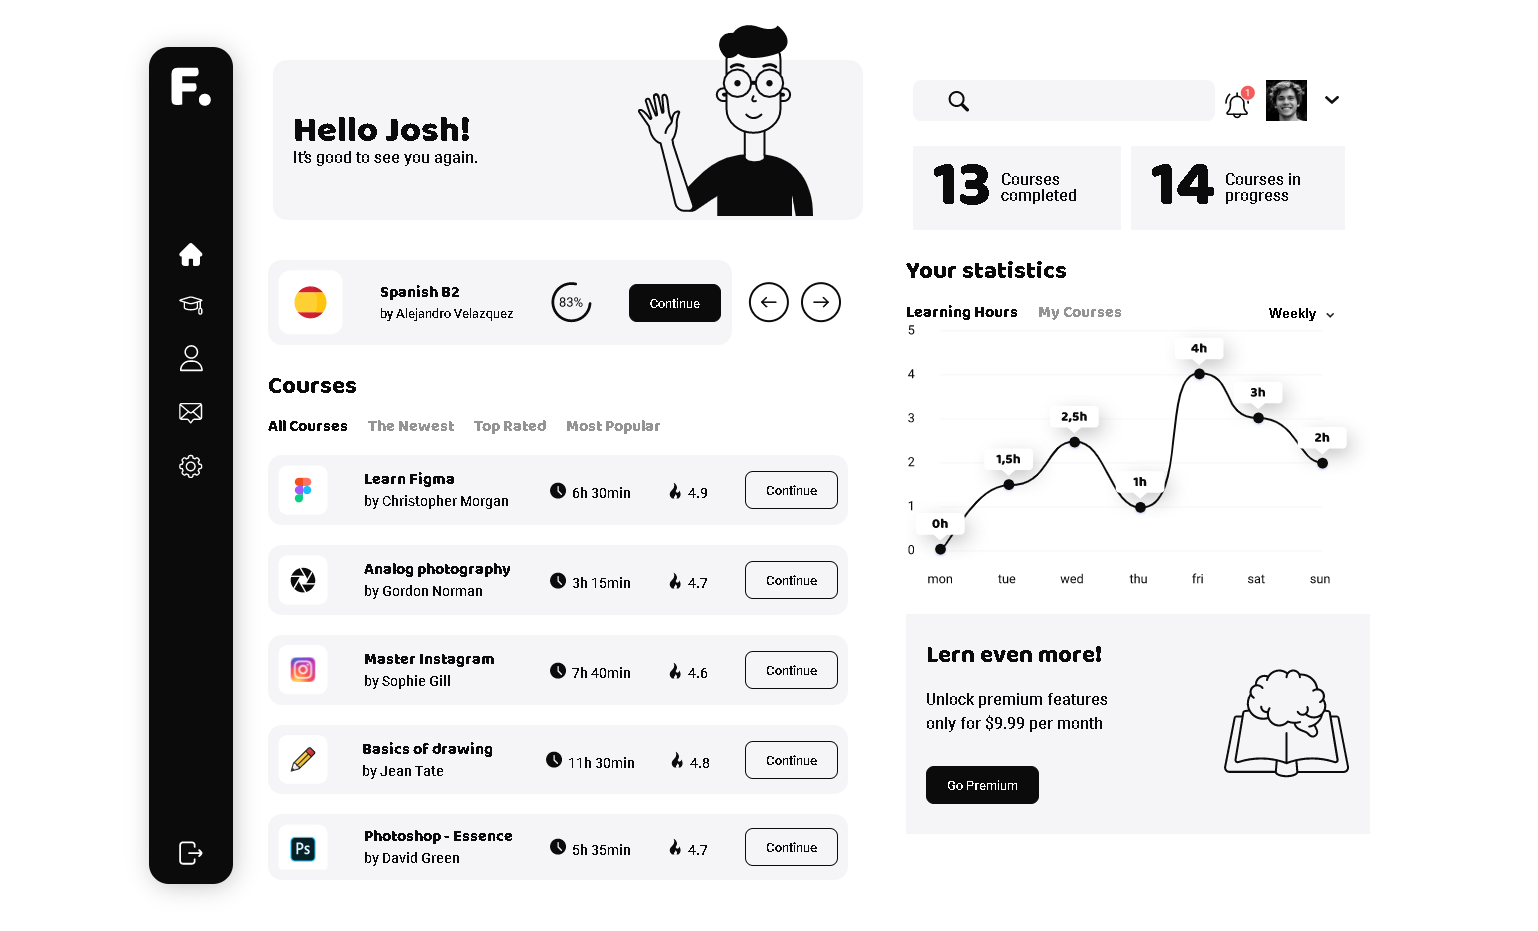 F.
Hello Josh!
It's good to see you again.
1
13 Courses completed
14 Courses in progress
Spanish B2
by Alejandro Velazquez
83%
Continue
Courses
All Courses The Newest Top Rated Most Popular
Learn Figma
by Christopher Morgan
6h 30min 4.9 Continue
Analog photography
by Gordon Norman
3h 15min 4.7 Continue
Master Instagram
by Sophie Gill
7h 40min 4.6 Continue
Basics of drawing
by Jean Tate
11h 30min 4.8 Continue
Ps
Photoshop - Essence
by David Green
5h 35min 4.7 Continue
Your statistics
Learning Hours My Courses Weekly
5
4
3
2
1
0
0h
1,5h
2,5h
1h
4h
3h
2h
mon tue wed thu fri sat sun
Lern even more!
Unlock premium features
only for $9.99 per month
Go Premium